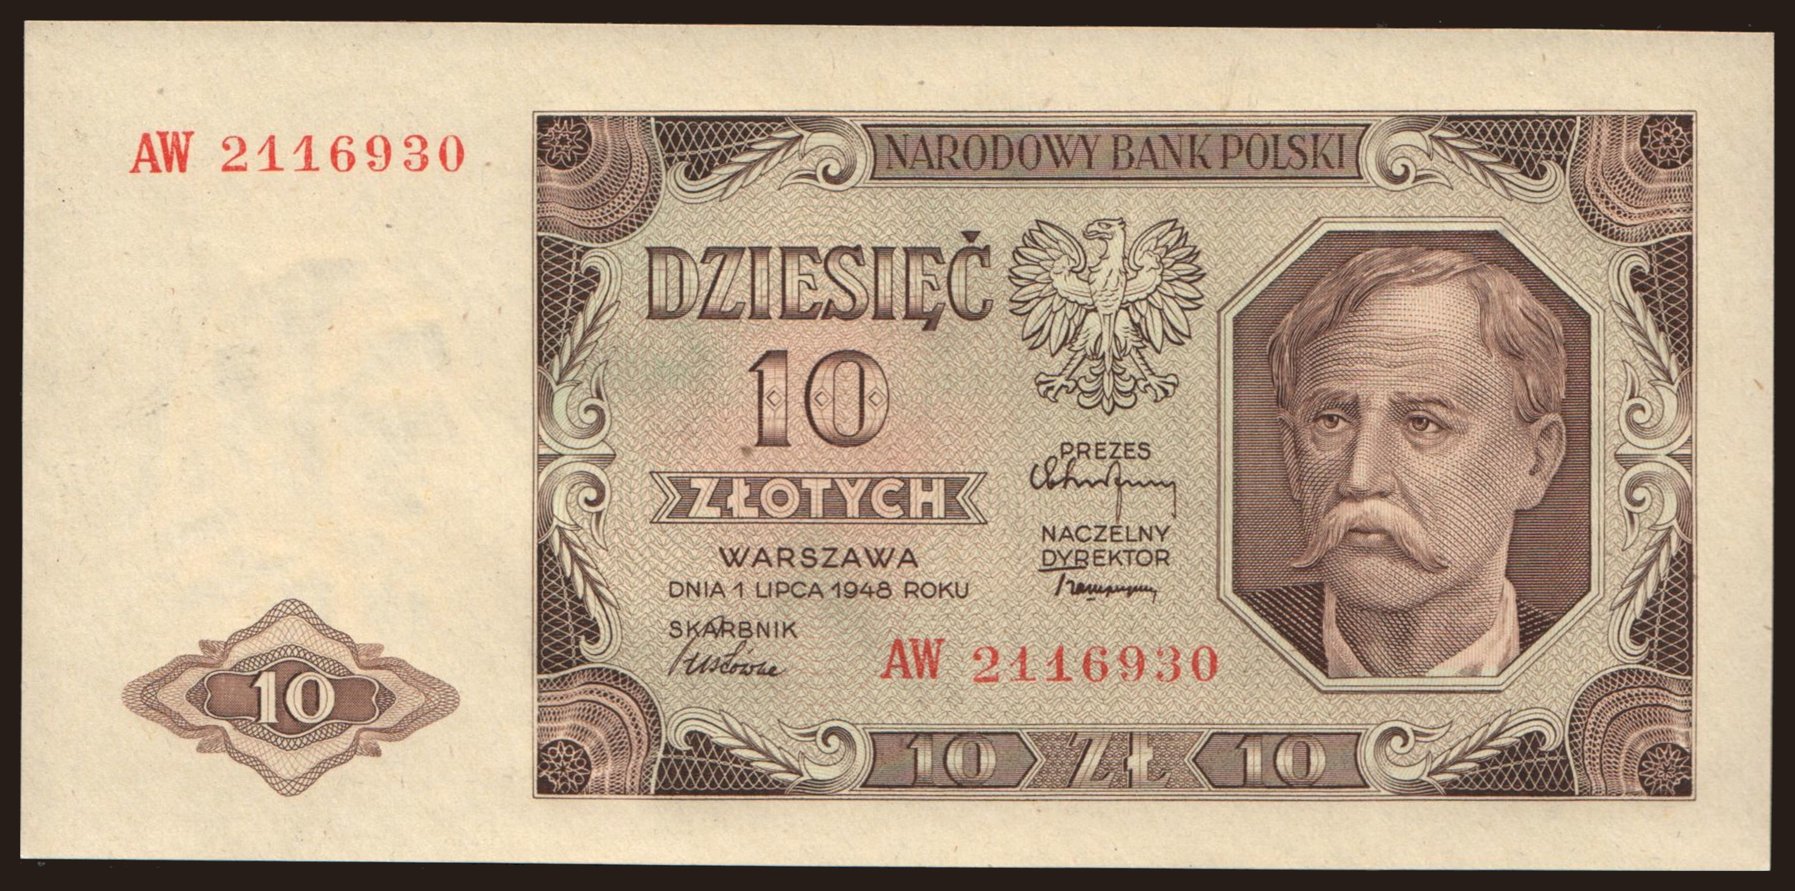 AW 2116930
NARODOWY BANK POLSKI
DZIESIĘĆ
10
ZŁOTYCH
WARSZAWA
DNIA 1 LIPCA 1948 ROKU
SKARBNIK
PREZES
NACZELNY
DYREKTOR
AW 2116930
10
10 ZŁ 10